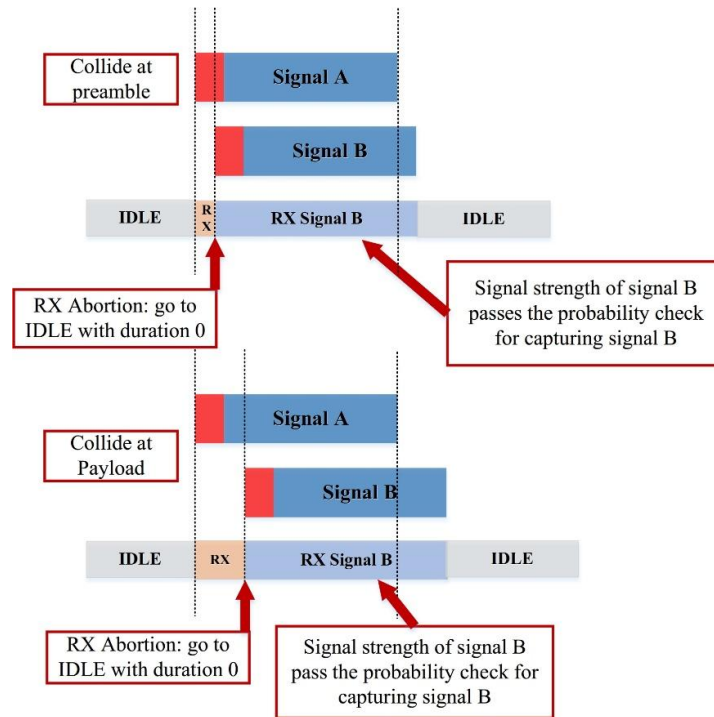 Collide at
preamble
Signal A
Signal B
IDLE
R
X
RX Signal B
IDLE
RX Abortion: go to
IDLE with duration 0
Signal strength of signal B
passes the probability check
for capturing signal B
Collide at
Payload
Signal A
Signal B
IDLE
RX
RX Signal B
IDLE
RX Abortion: go to
IDLE with duration 0
Signal strength of signal B
pass the probability check for
capturing signal B